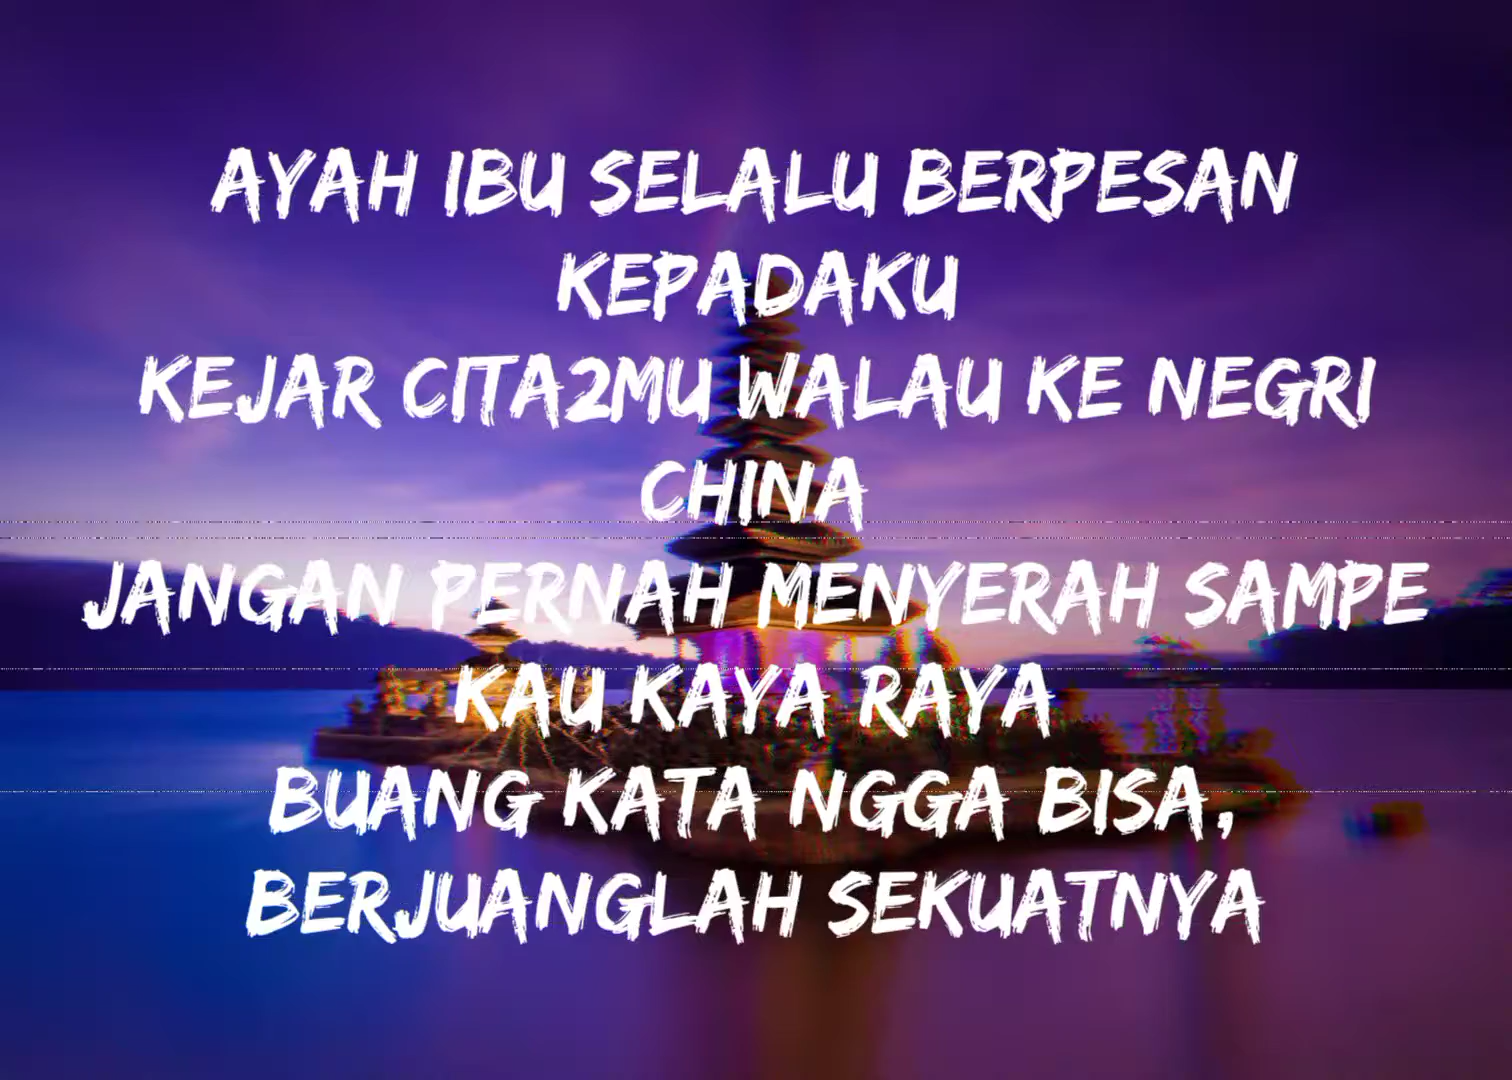 AYAH IBU SELALU BERPESAN
KEPADAKU
KEJAR CITA2MU WALAU KE NEGRI
CHINA
JANGAN PERNAH MENYERAH SAMPE
KAU KAYA RAYA
BUANG KATA NGGA BISA,
BERJUANGLAH SEKUATNYA